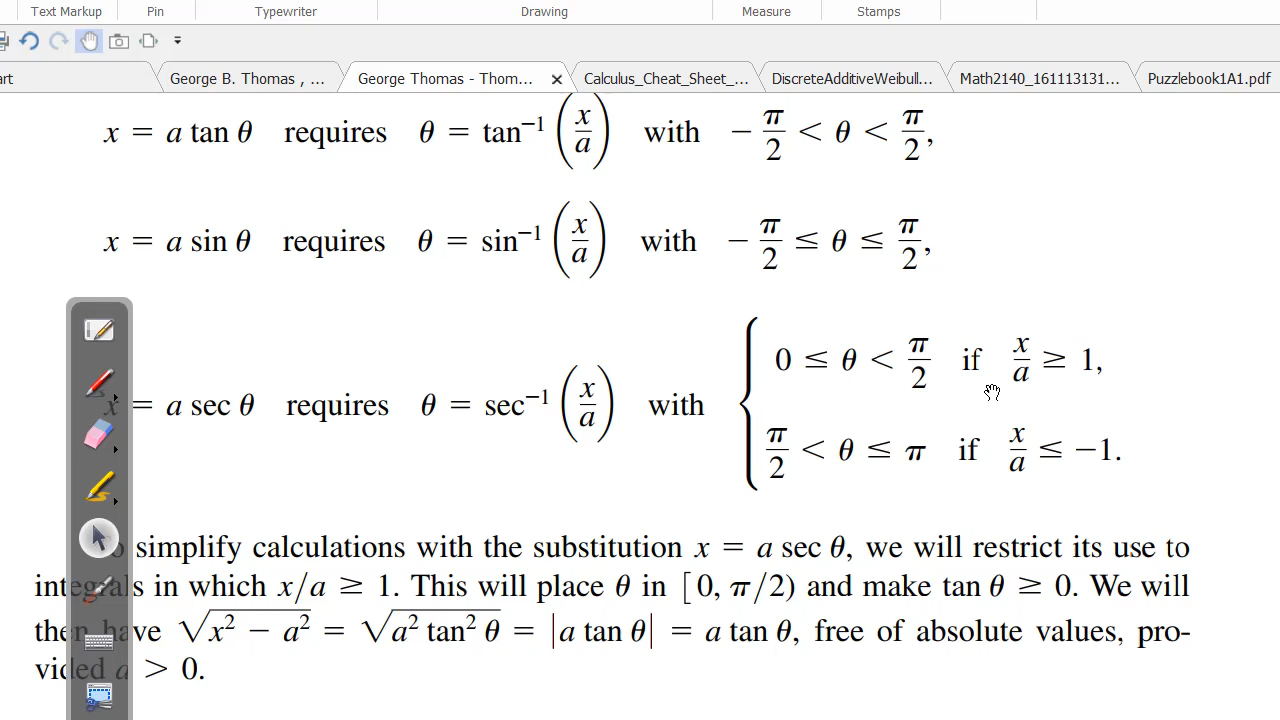 Text Markup Pin Typewriter Drawing Measure Stamps
art George B. Thomas , ... George Thomas - Thom... Calculus_Cheat_Sheet_... DiscreteAdditiveWeibull... Math2140_161113131... Puzzlebook1A1.pdf
x = a tan θ requires θ = tan⁻¹ (x/a) with −π/2 < θ < π/2,
x = a sin θ requires θ = sin⁻¹ (x/a) with −π/2 ≤ θ ≤ π/2,
0 ≤ θ < π/2 if x/a ≥ 1,
x = a sec θ requires θ = sec⁻¹ (x/a) with
π/2 < θ ≤ π if x/a ≤ −1.
simplify calculations with the substitution x = a sec θ, we will restrict its use to
integrals in which x/a ≥ 1. This will place θ in [0, π/2) and make tan θ ≥ 0. We will
then have √x² − a² = √a² tan² θ = |a tan θ| = a tan θ, free of absolute values, pro-
vided a > 0.